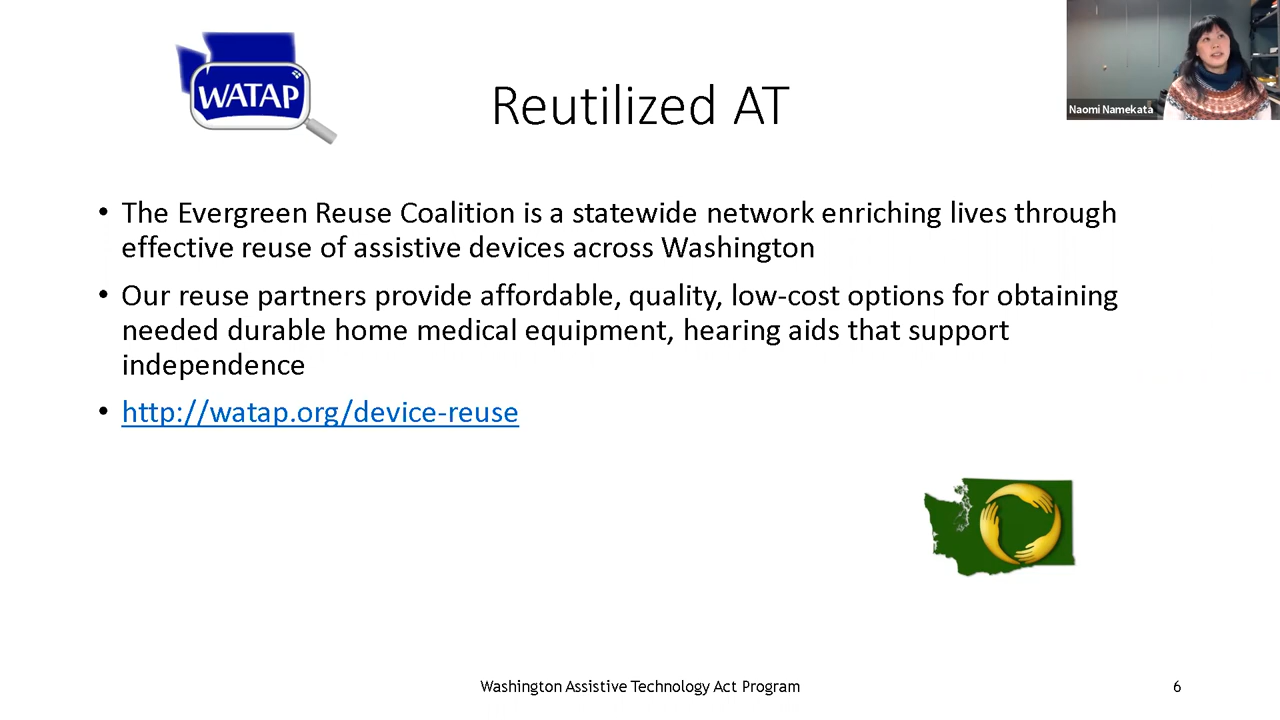 WATAP
Reutilized AT
Naomi Namekata
• The Evergreen Reuse Coalition is a statewide network enriching lives through
effective reuse of assistive devices across Washington
• Our reuse partners provide affordable, quality, low-cost options for obtaining
needed durable home medical equipment, hearing aids that support
independence
• http://watap.org/device-reuse
Washington Assistive Technology Act Program
6